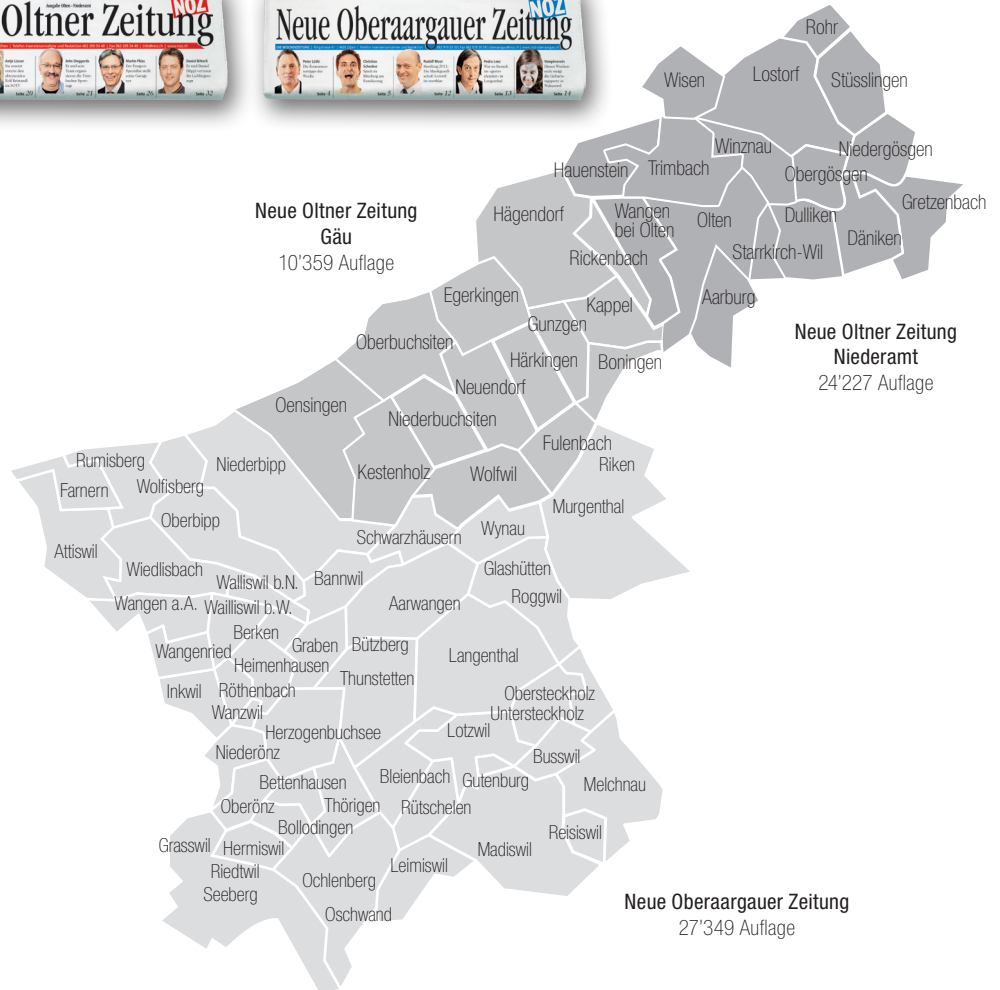 NOZ
Oltner Zeitung
NOZ
Neue Oberaargauer Zeitung
Neue Oltner Zeitung
Gäu
10'359 Auflage
Rohr
Wisen
Lostorf
Stüsslingen
Hauenstein
Trimbach
Winznau
Niedergösgen
Obergösgen
Gretzenbach
Hägendorf
Wangen
bei Olten
Olten
Dulliken
Däniken
Rickenbach
Starrkirch-Wil
Aarburg
Neue Oltner Zeitung
Niederamt
24'227 Auflage
Egerkingen
Kappel
Gunzgen
Oberbuchsiten
Härkingen
Boningen
Neuendorf
Oensingen
Niederbuchsiten
Fulenbach
Riken
Kestenholz
Wolfwil
Rumisberg
Niederbipp
Farnern
Wolfisberg
Oberbipp
Murgenthal
Schwarzhäusern
Wynau
Attiswil
Wiedlisbach
Walliswil b.N.
Bannwil
Glashütten
Wangen a.A.
Wailliswil b.W.
Aarwangen
Roggwil
Berken
Wangenried
Graben
Bützberg
Heimenhausen
Langenthal
Inkwil
Röthenbach
Thunstetten
Obersteckholz
Wanzwil
Untersteckholz
Herzogenbuchsee
Lotzwil
Niederönz
Busswil
Bettenhausen
Bleienbach
Gutenburg
Melchnau
Oberönz
Thörigen
Rütschelen
Bollodingen
Reisiswil
Grasswil
Hermiswil
Madiswil
Riedtwil
Leimiswil
Seeberg
Ochlenberg
Oschwand
Neue Oberaargauer Zeitung
27'349 Auflage